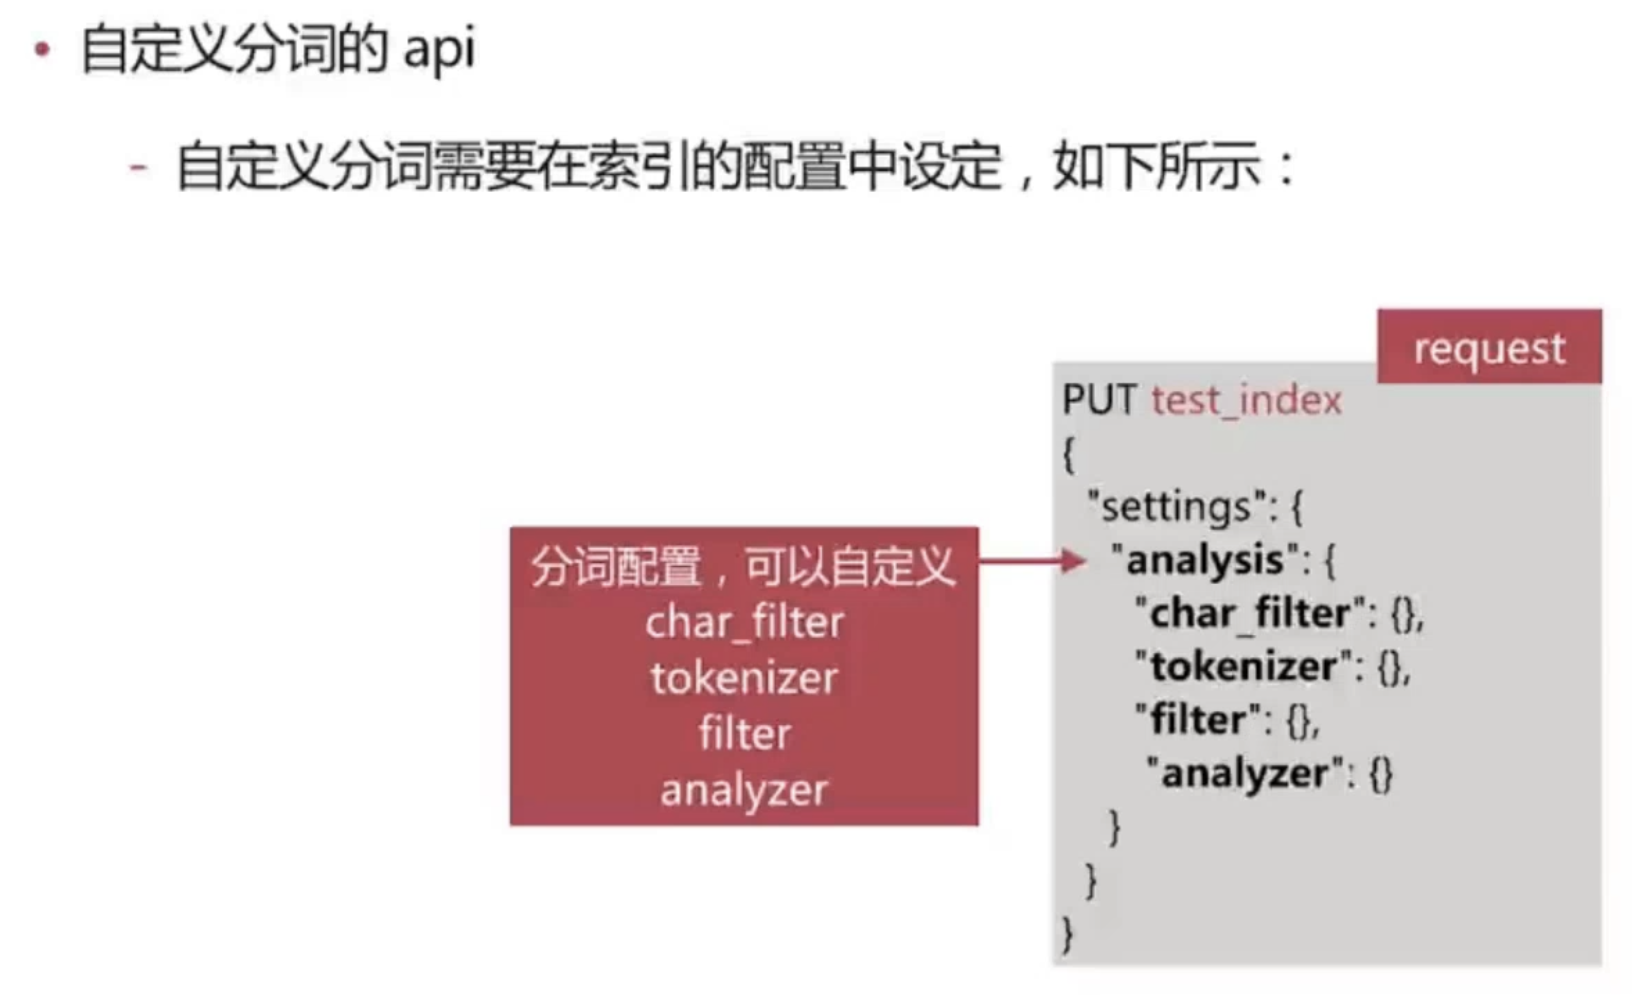 • 自定义分词的 api
- 自定义分词需要在索引的配置中设定，如下所示：
request
PUT test_index
{
"settings": {
分词配置，可以自定义
char_filter
tokenizer
filter
analyzer
"analysis": {
"char_filter": {},
"tokenizer": {},
"filter": {},
"analyzer": {}
}
}
}